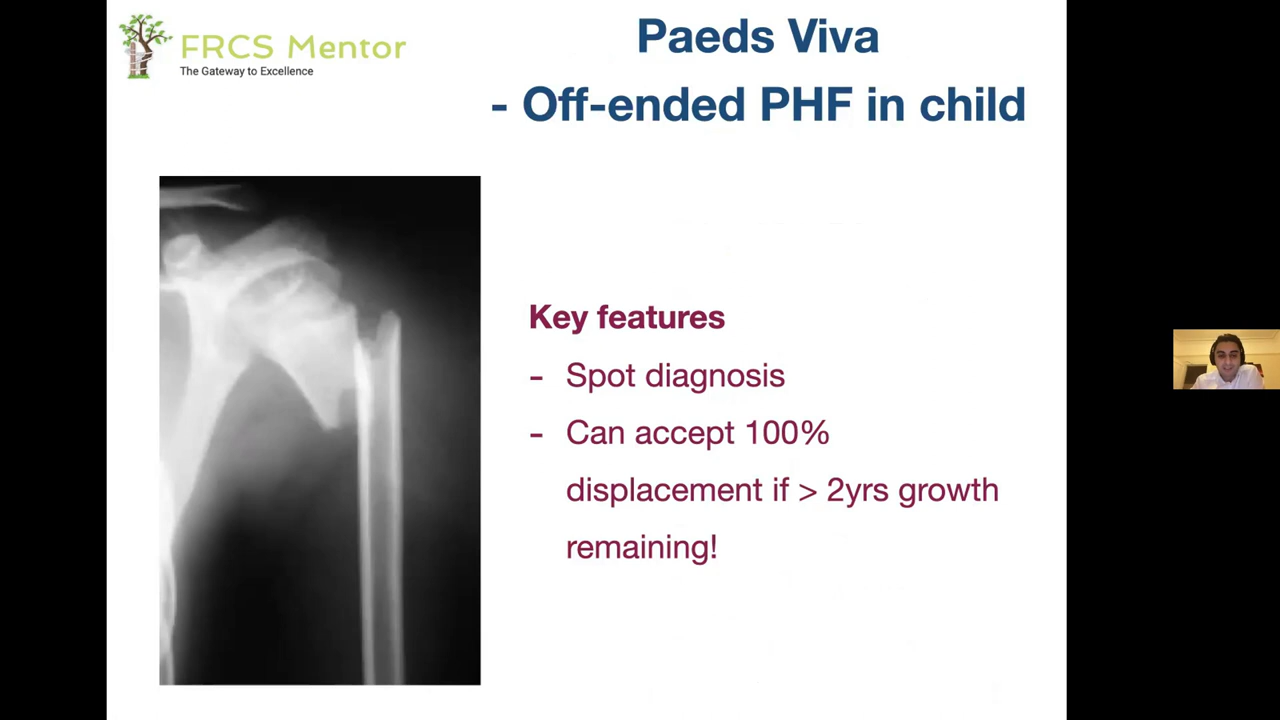 FRCS Mentor
The Gateway to Excellence
Paeds Viva
- Off-ended PHF in child
Key features
- Spot diagnosis
- Can accept 100%
displacement if > 2yrs growth
remaining!